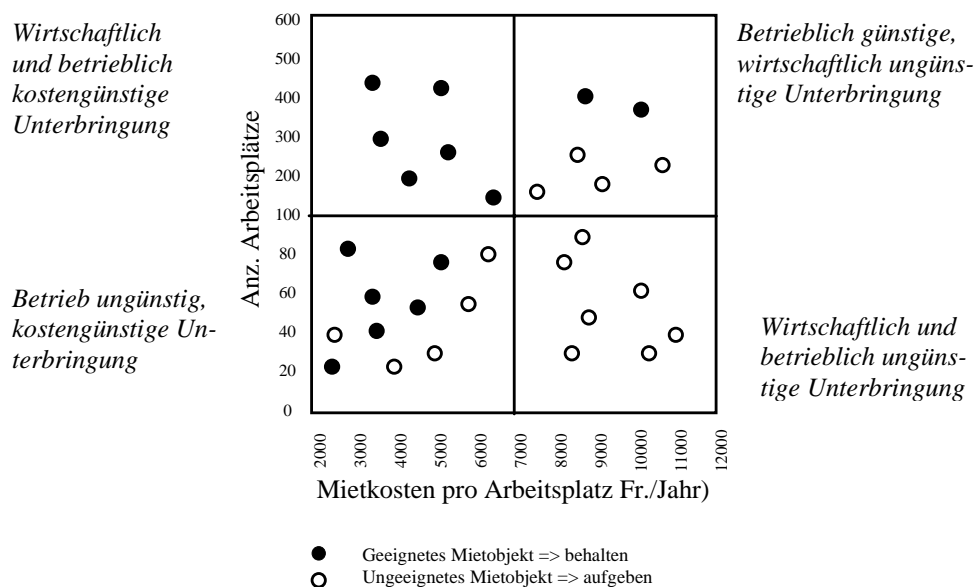 Wirtschaftlich
und betrieblich
kostengünstige
Unterbringung
Betrieblich günstige,
wirtschaftlich ungüns-
tige Unterbringung
Betrieb ungünstig,
kostengünstige Un-
terbringung
Wirtschaftlich und
betrieblich ungüns-
tige Unterbringung
Anz. Arbeitsplätze
600
500
400
300
200
100
80
60
40
20
0
2000
3000
4000
5000
6000
7000
8000
9000
10000
11000
12000
Mietkosten pro Arbeitsplatz Fr./Jahr)
Geeignetes Mietobjekt => behalten
Ungeeignetes Mietobjekt => aufgeben